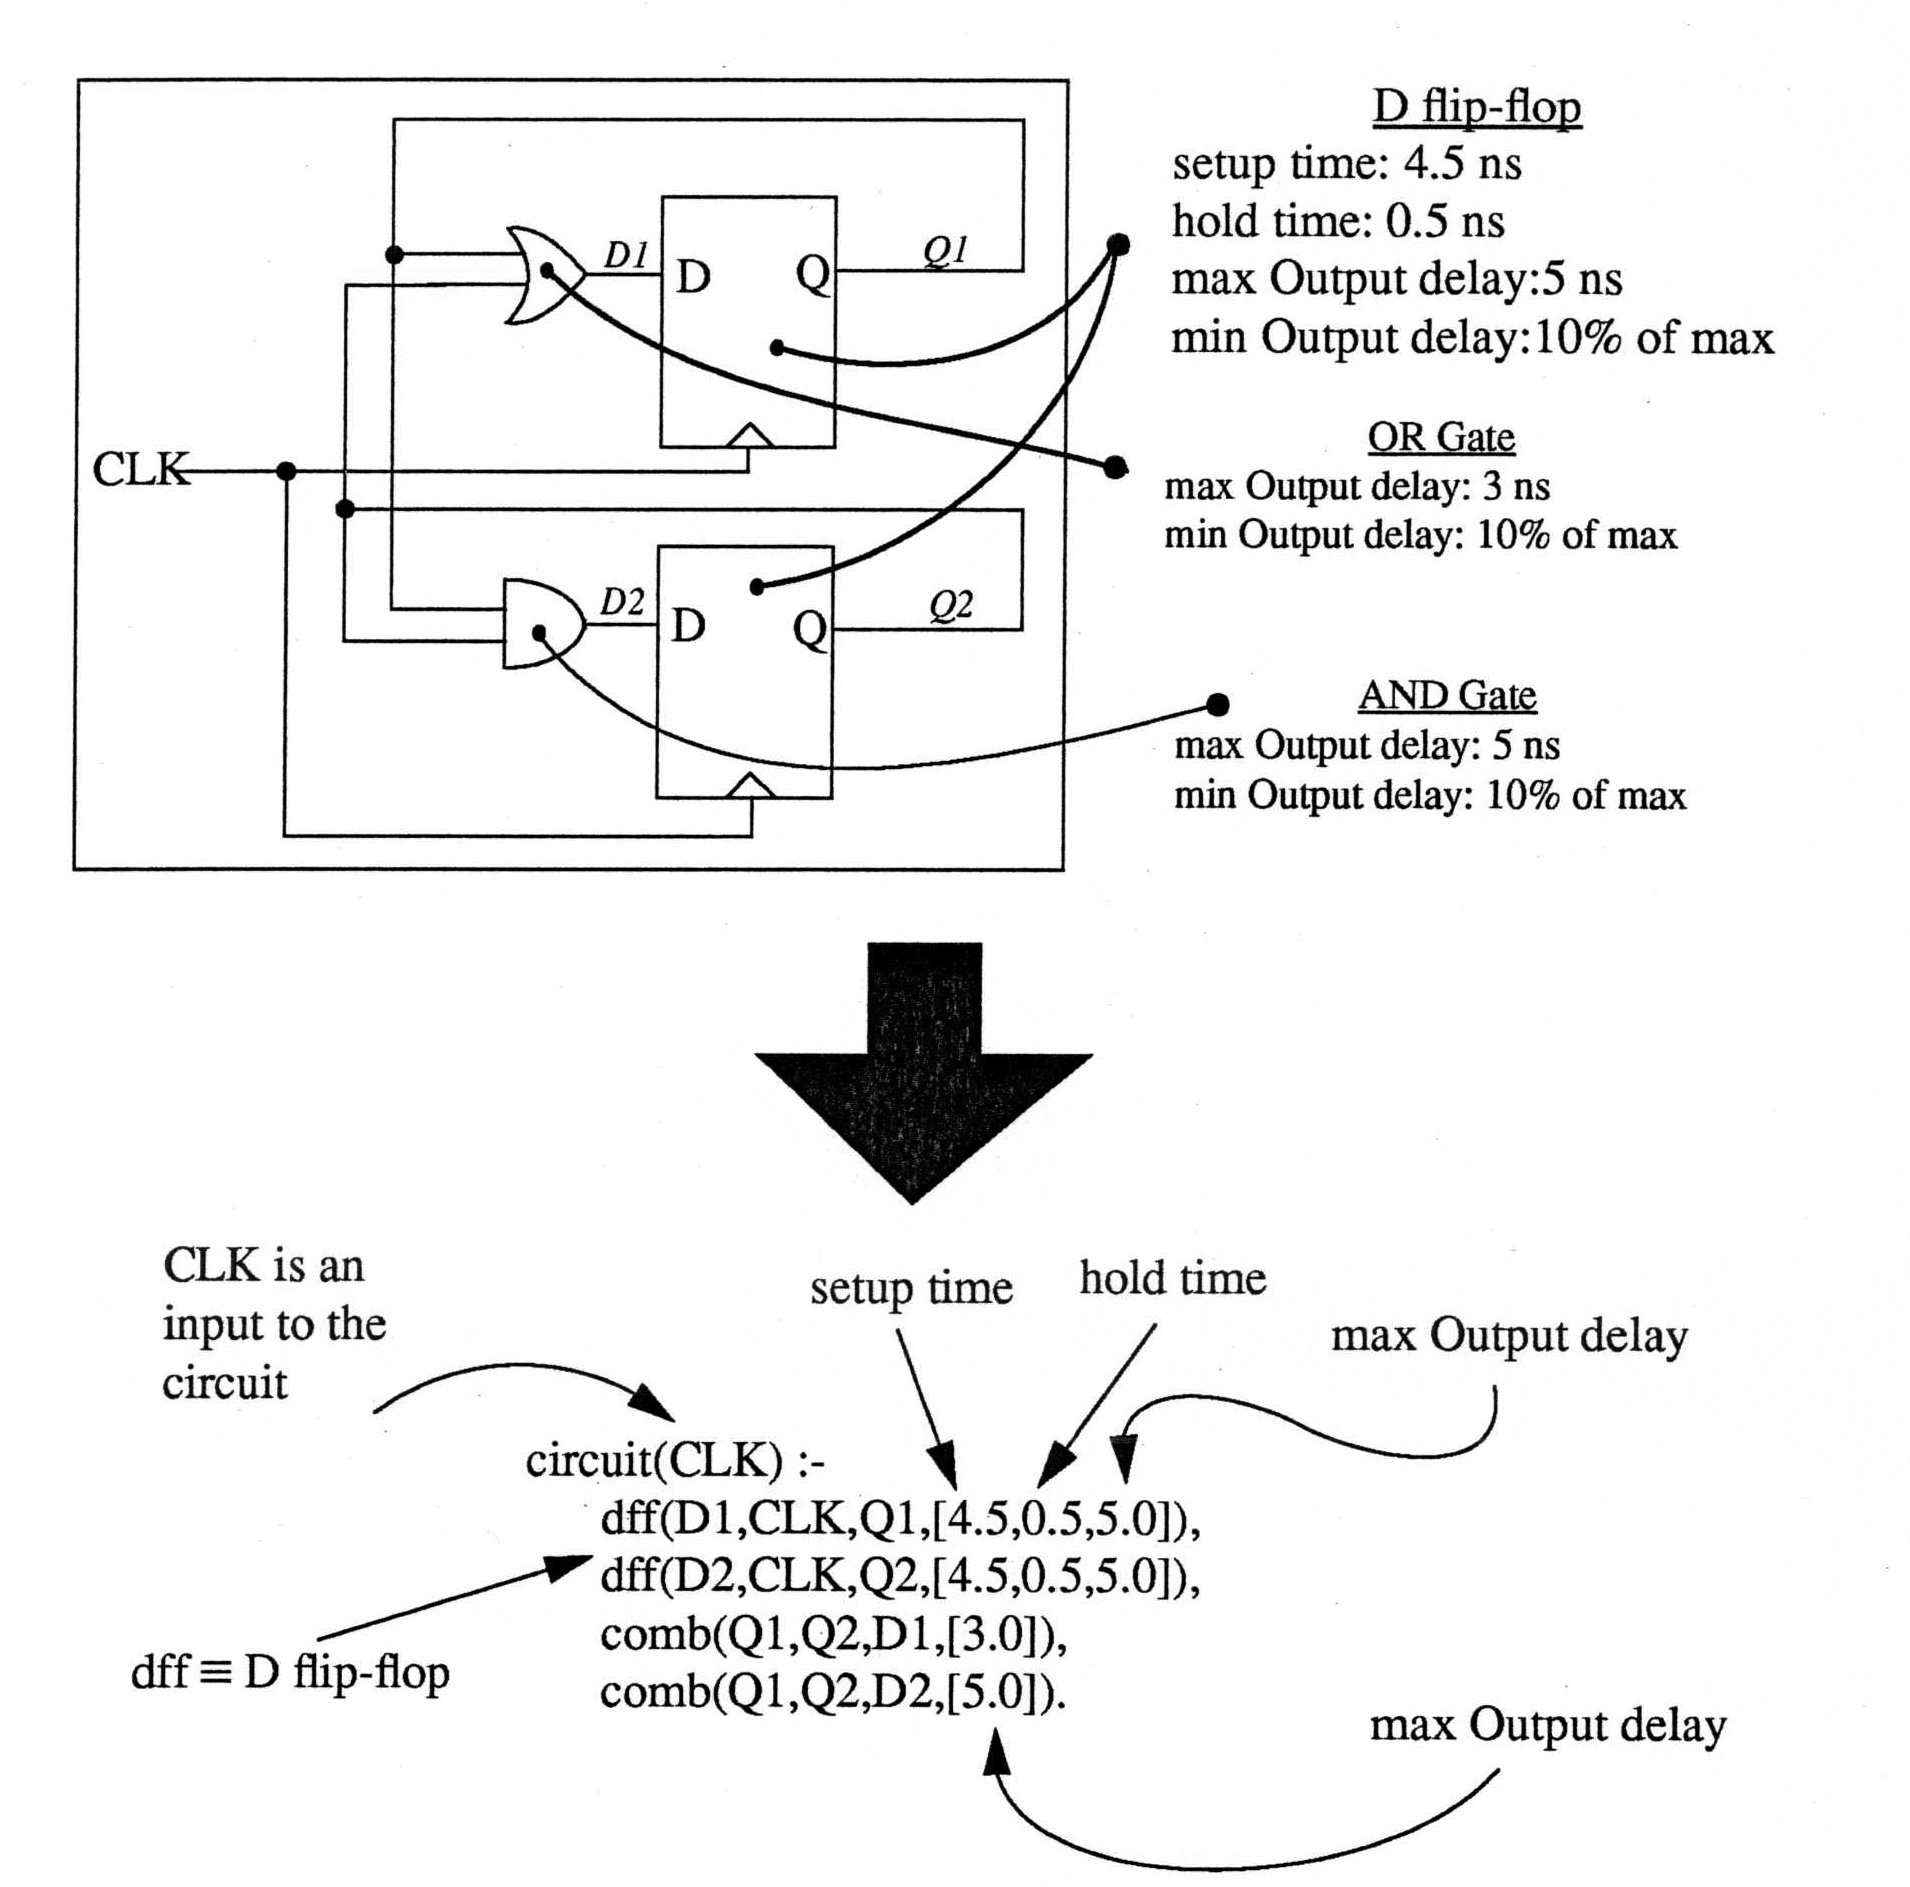 D flip-flop
setup time: 4.5 ns
hold time: 0.5 ns
max Output delay:5 ns
min Output delay:10% of max
D1
D
Q
Q1
OR Gate
max Output delay: 3 ns
min Output delay: 10% of max
CLK
D2
D
Q
Q2
AND Gate
max Output delay: 5 ns
min Output delay: 10% of max
CLK is an
input to the
circuit
setup time
hold time
max Output delay
circuit(CLK) :-
dff(D1,CLK,Q1,[4.5,0.5,5.0]),
dff(D2,CLK,Q2,[4.5,0.5,5.0]),
comb(Q1,Q2,D1,[3.0]),
comb(Q1,Q2,D2,[5.0]).
dff ≡ D flip-flop
max Output delay